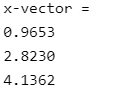 x-vector =
0.9653
2.8230
4.1362